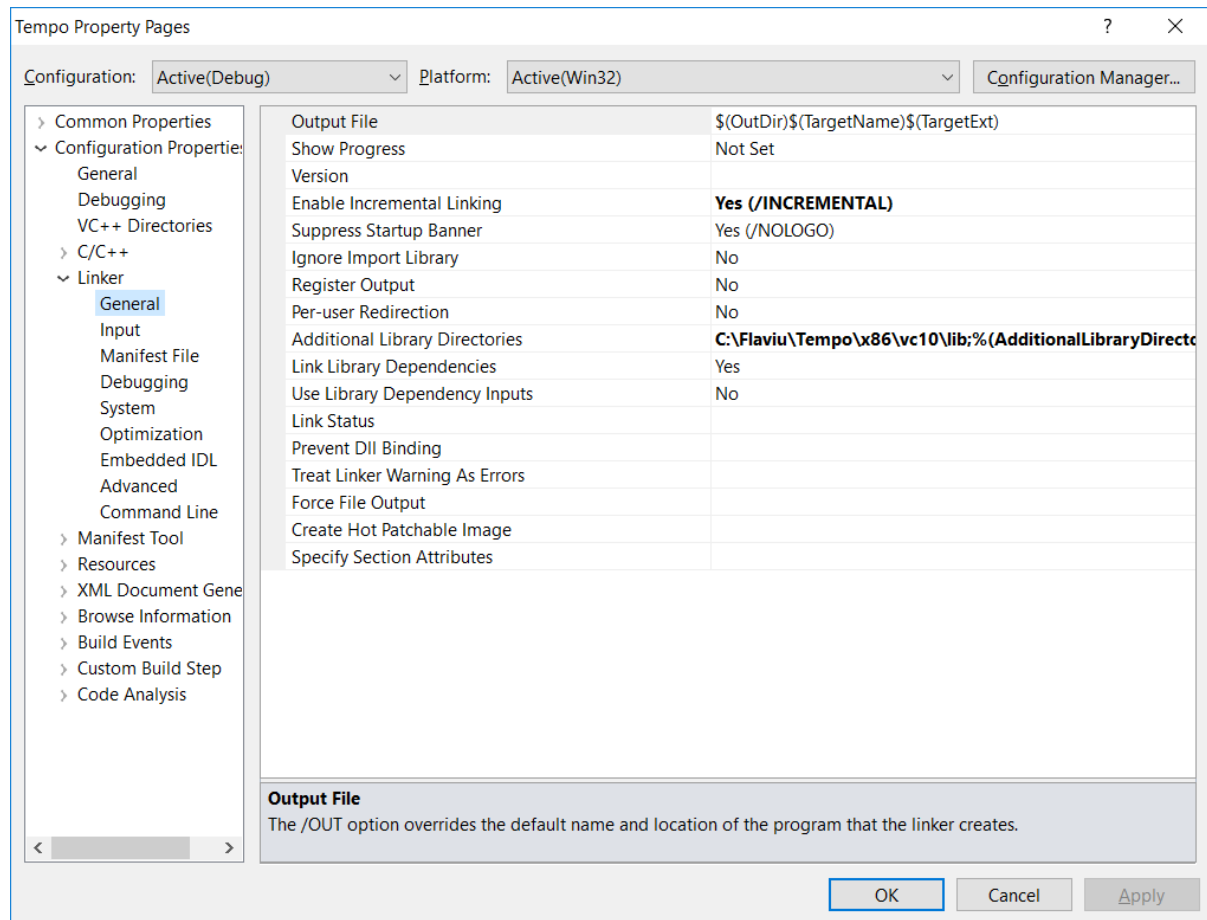 Tempo Property Pages ?
Configuration: Active(Debug) Platform: Active(Win32) Configuration Manager...
Common Properties
Configuration Propertie
General
Debugging
VC++ Directories
C/C++
Linker
General
Input
Manifest File
Debugging
System
Optimization
Embedded IDL
Advanced
Command Line
Manifest Tool
Resources
XML Document Gene
Browse Information
Build Events
Custom Build Step
Code Analysis
Output File $(OutDir)$(TargetName)$(TargetExt)
Show Progress Not Set
Version
Enable Incremental Linking Yes (/INCREMENTAL)
Suppress Startup Banner Yes (/NOLOGO)
Ignore Import Library No
Register Output No
Per-user Redirection No
Additional Library Directories C:\Flaviu\Tempo\x86\vc10\lib;%(AdditionalLibraryDirecto
Link Library Dependencies Yes
Use Library Dependency Inputs No
Link Status
Prevent Dll Binding
Treat Linker Warning As Errors
Force File Output
Create Hot Patchable Image
Specify Section Attributes
Output File
The /OUT option overrides the default name and location of the program that the linker creates.
OK Cancel Apply